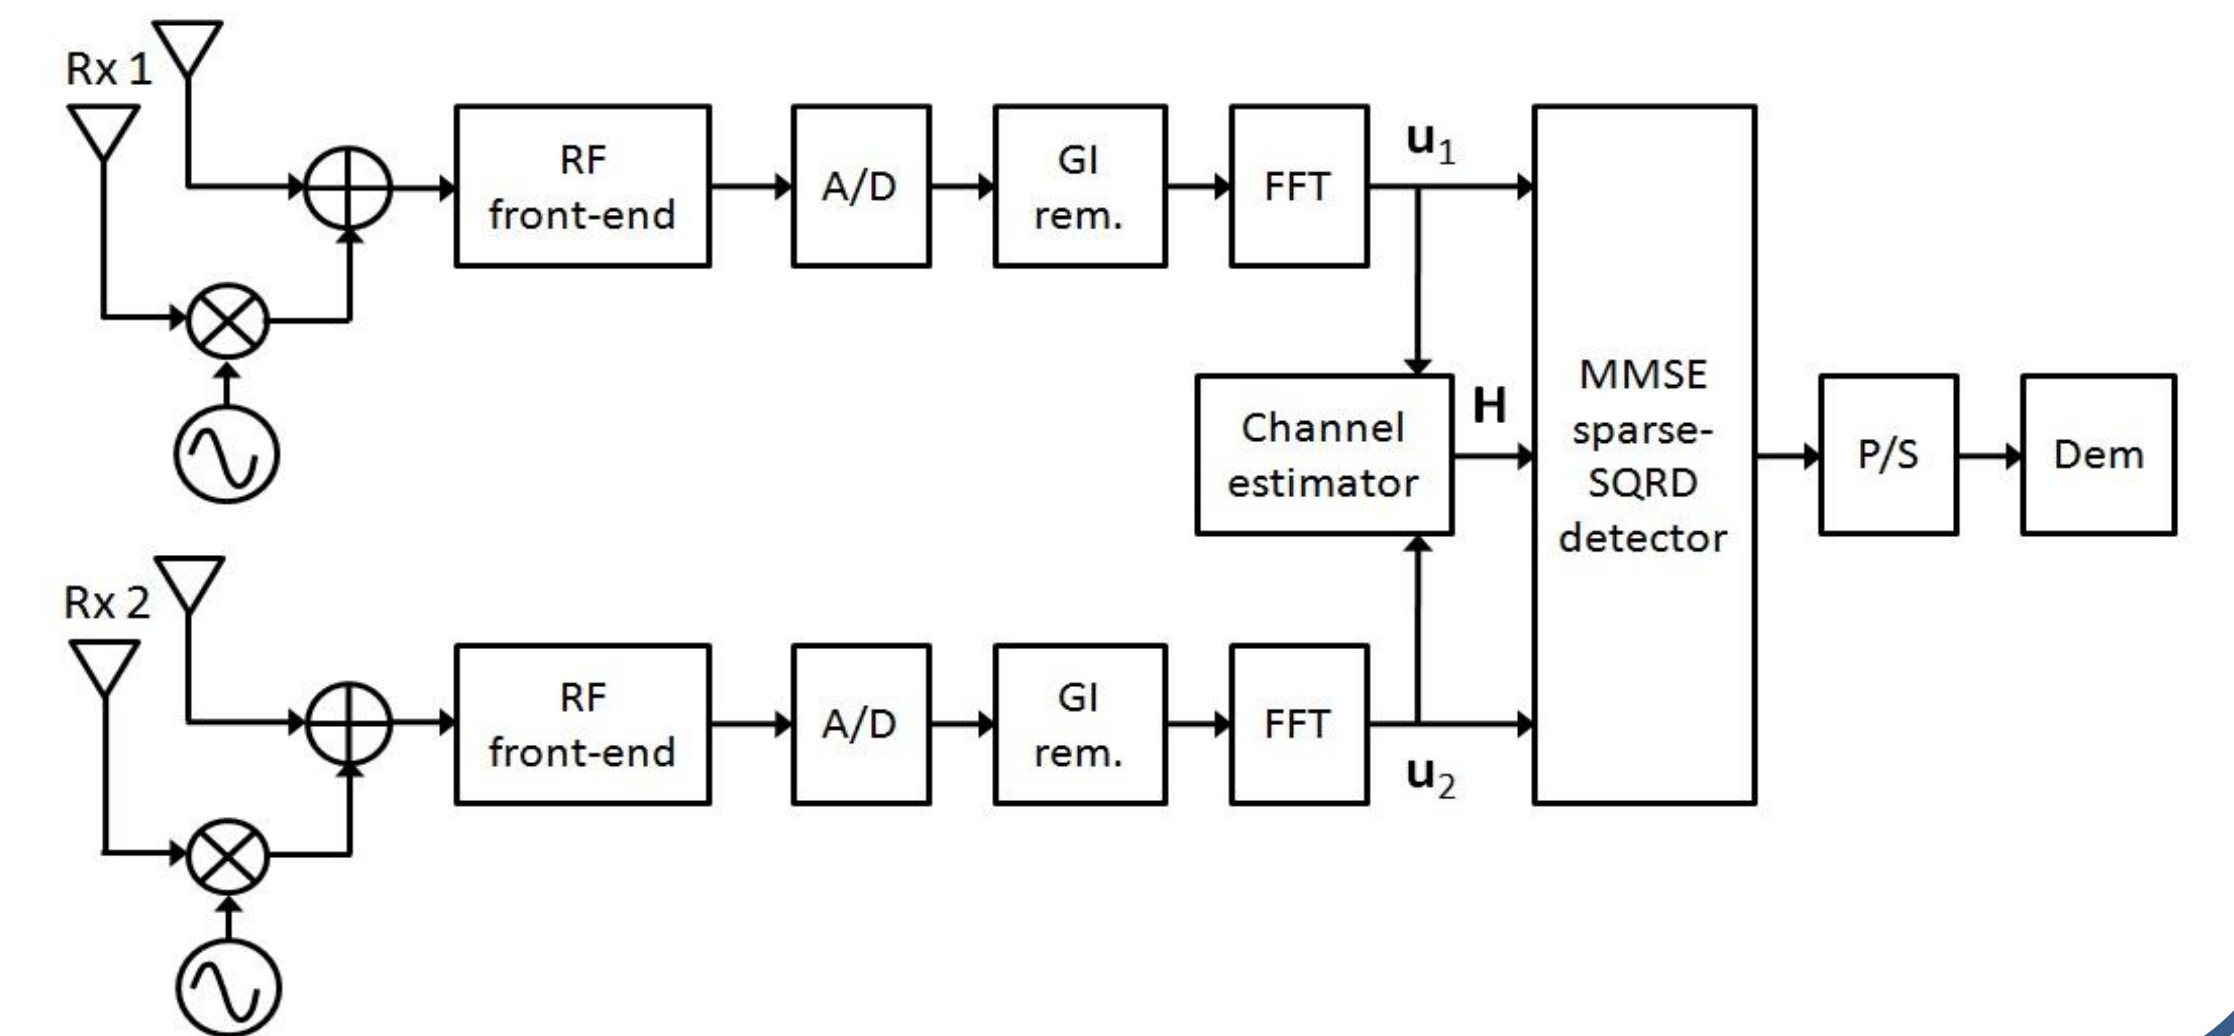 Rx 1
RF
front-end
A/D
GI
rem.
FFT
u1
Channel
estimator
H
MMSE
sparse-
SQRD
detector
P/S
Dem
Rx 2
RF
front-end
A/D
GI
rem.
FFT
u2